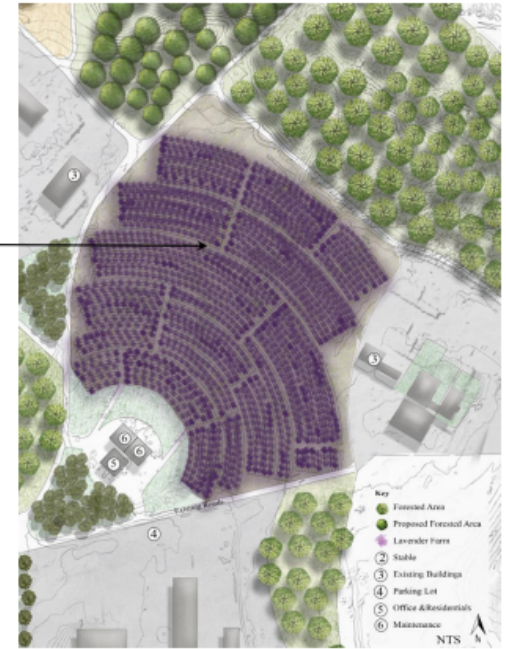 3
3
6
6
5
Existing Roads
4
Key
Forested Area
Proposed Forested Area
Lavender Farm
2 Stable
3 Existing Buildings
4 Parking Lot
5 Office &Residentials
6 Maintenance
NTS N